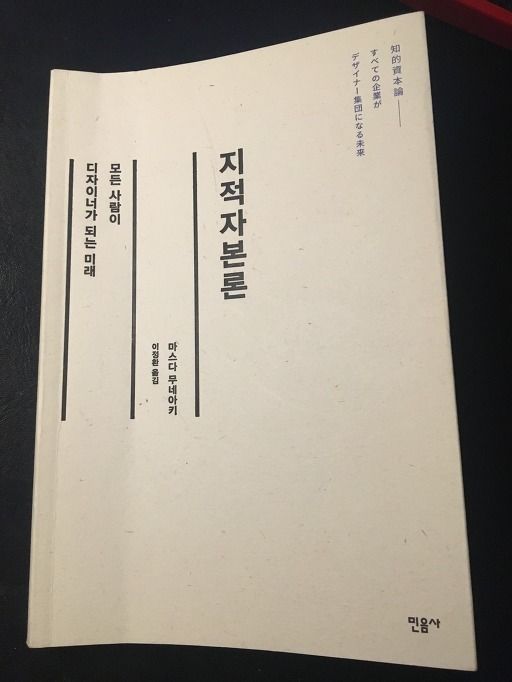 知的資本論――
すべての企業が
デザイナー集団になる未来
지적자본론
마스다 무네아키
이정환 옮김
모든 사람이
디자이너가 되는 미래
민음사